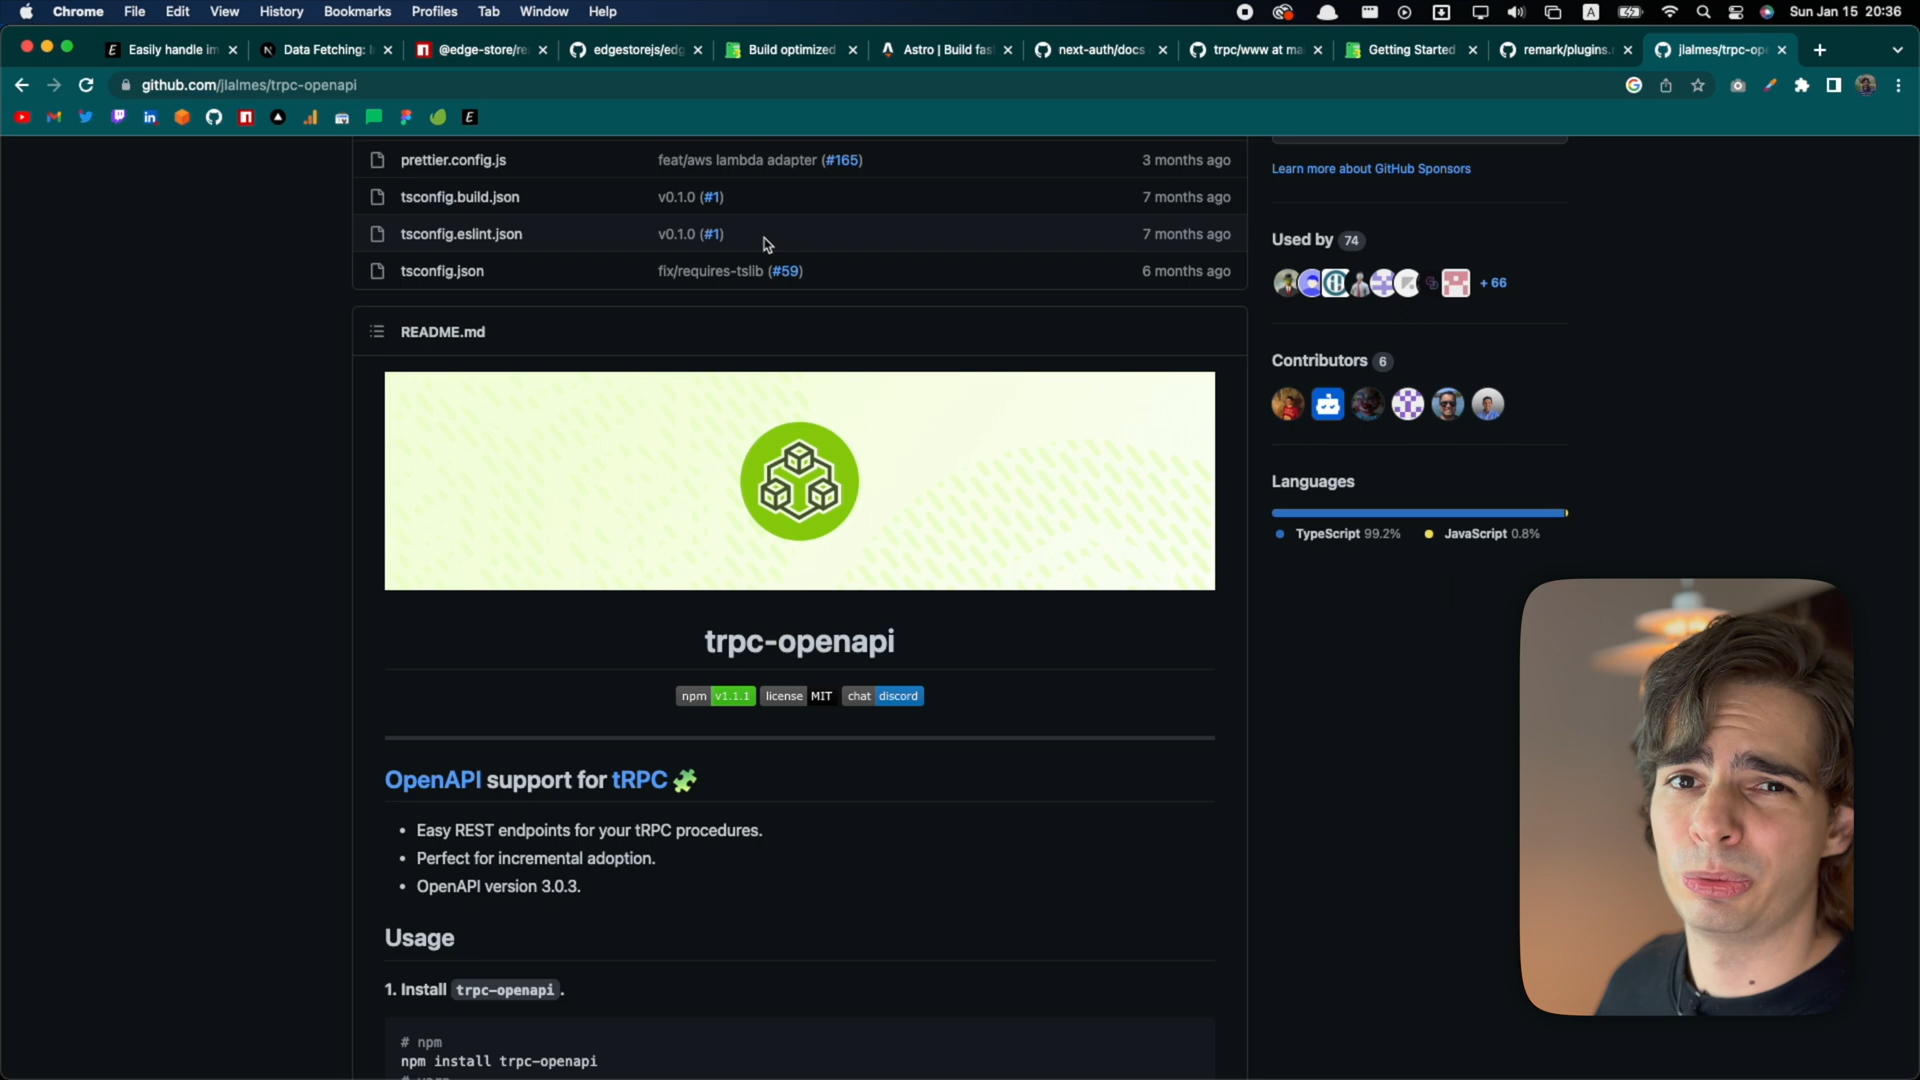 Chrome File Edit View History Bookmarks Profiles Tab Window Help A Sun Jan 15 20:36
Easily handle im Data Fetching: @edge-store/re edgestorejs/edg Build optimized Astro | Build fas next-auth/docs trpc/www at ma Getting Started remark/plugins. jlalmes/trpc-op
github.com/jlalmes/trpc-openapi
prettier.config.js feat/aws lambda adapter (#165) 3 months ago
tsconfig.build.json v0.1.0 (#1) 7 months ago
tsconfig.eslint.json v0.1.0 (#1) 7 months ago
tsconfig.json fix/requires-tslib (#59) 6 months ago
README.md
trpc-openapi
npm v1.1.1 license MIT chat discord
OpenAPI support for tRPC
• Easy REST endpoints for your tRPC procedures.
• Perfect for incremental adoption.
• OpenAPI version 3.0.3.
Usage
1. Install trpc-openapi.
# npm
npm install trpc-openapi
Learn more about GitHub Sponsors
Used by 74
+ 66
Contributors 6
Languages
TypeScript 99.2% JavaScript 0.8%